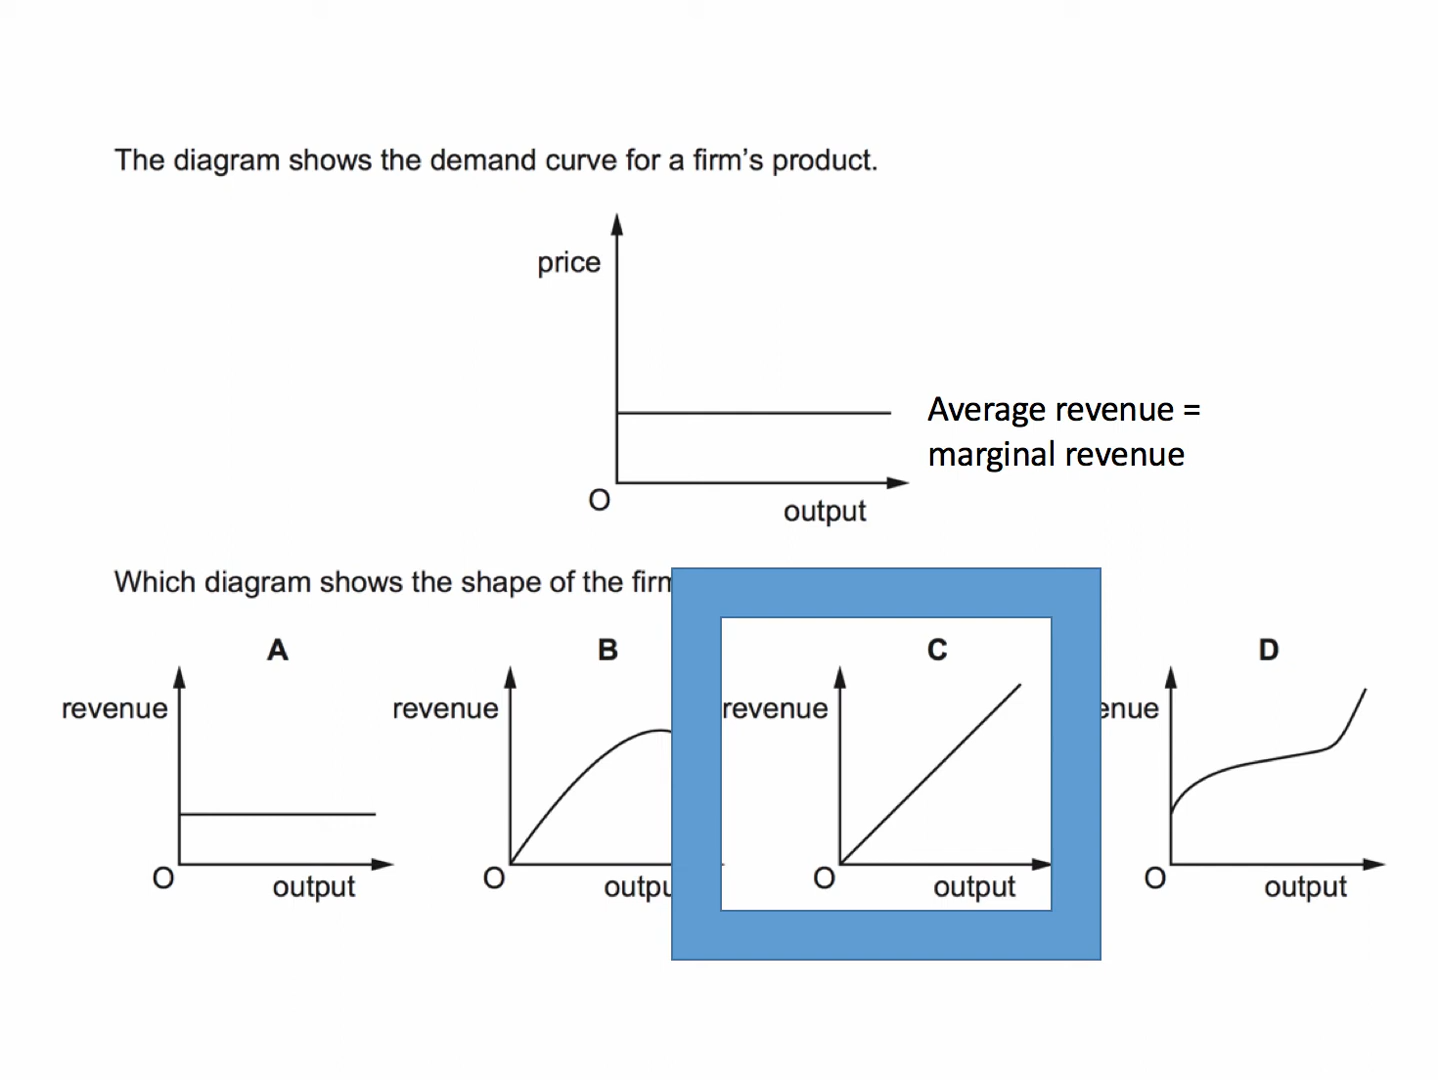 The diagram shows the demand curve for a firm's product.
price
Average revenue =
marginal revenue
O
output
Which diagram shows the shape of the
A
B
C
D
revenue
revenue
revenue
O
output
O
O
output
O
output